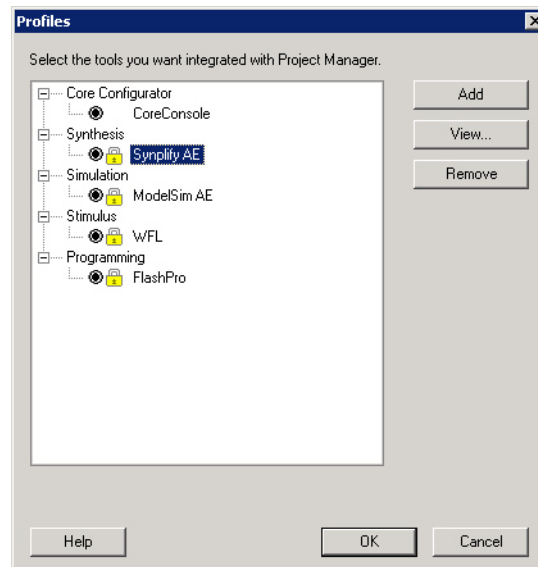 Profiles
Select the tools you want integrated with Project Manager.
Core Configurator
CoreConsole
Synthesis
Synplify AE
Simulation
ModelSim AE
Stimulus
WFL
Programming
FlashPro
Add
View...
Remove
Help
OK
Cancel